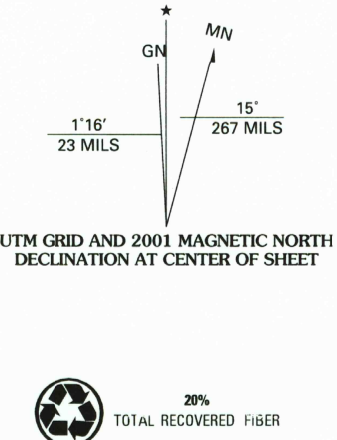 ★
GN
MN
1°16′
23 MILS
15°
267 MILS
UTM GRID AND 2001 MAGNETIC NORTH
DECLINATION AT CENTER OF SHEET
20%
TOTAL RECOVERED FIBER